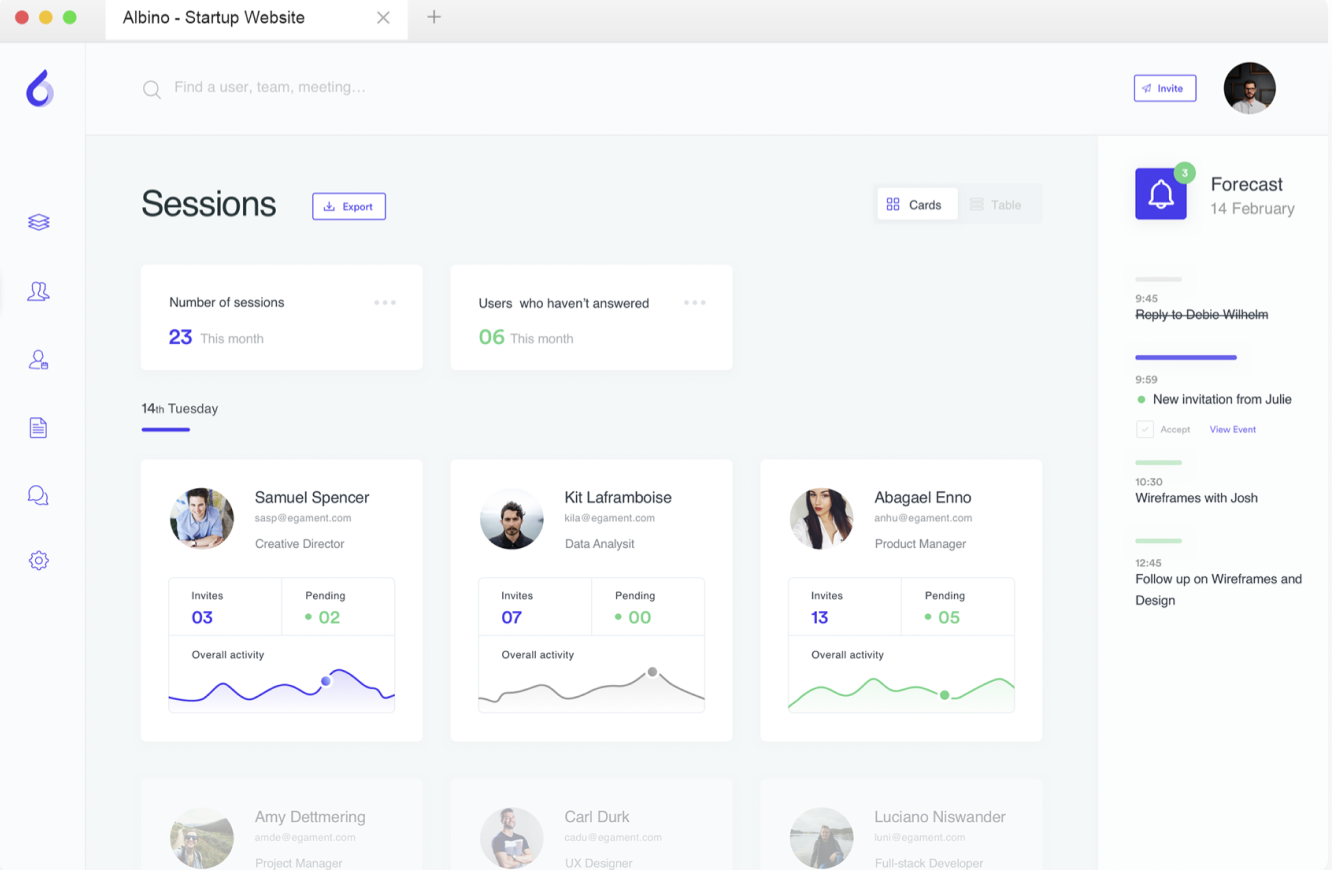 Albino - Startup Website
Find a user, team, meeting...
Invite
Sessions
Export
Cards
Table
3
Forecast
14 February
Number of sessions
23 This month
Users who haven't answered
06 This month
9:45
Reply to Debie Wilhelm
9:59
New invitation from Julie
Accept
View Event
10:30
Wireframes with Josh
12:45
Follow up on Wireframes and
Design
14th Tuesday
Samuel Spencer
sasp@egament.com
Creative Director
Invites
Pending
03
02
Overall activity
Kit Laframboise
kila@egament.com
Data Analysit
Invites
Pending
07
00
Overall activity
Abagael Enno
anhu@egament.com
Product Manager
Invites
Pending
13
05
Overall activity
Amy Dettmering
amde@egament.com
Project Manager
Carl Durk
cadu@egament.com
UX Designer
Luciano Niswander
luni@egament.com
Full-stack Developer